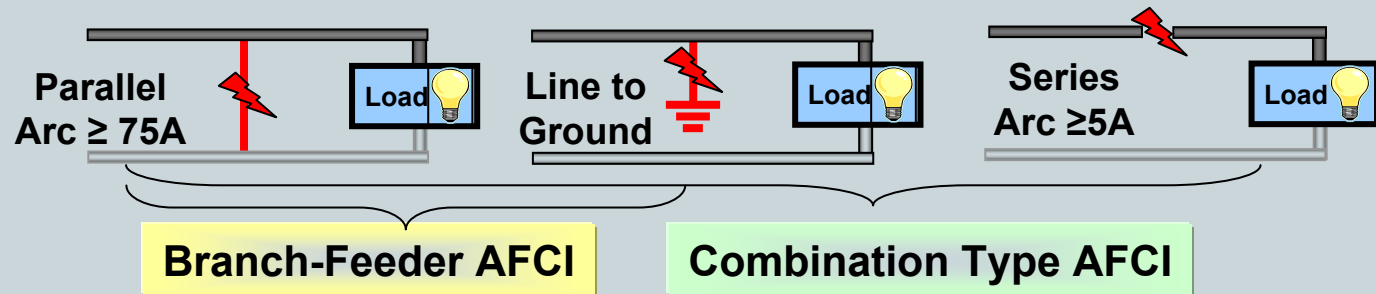 Parallel
Arc ≥ 75A
Load
Line to
Ground
Load
Series
Arc ≥5A
Load
Branch-Feeder AFCI
Combination Type AFCI